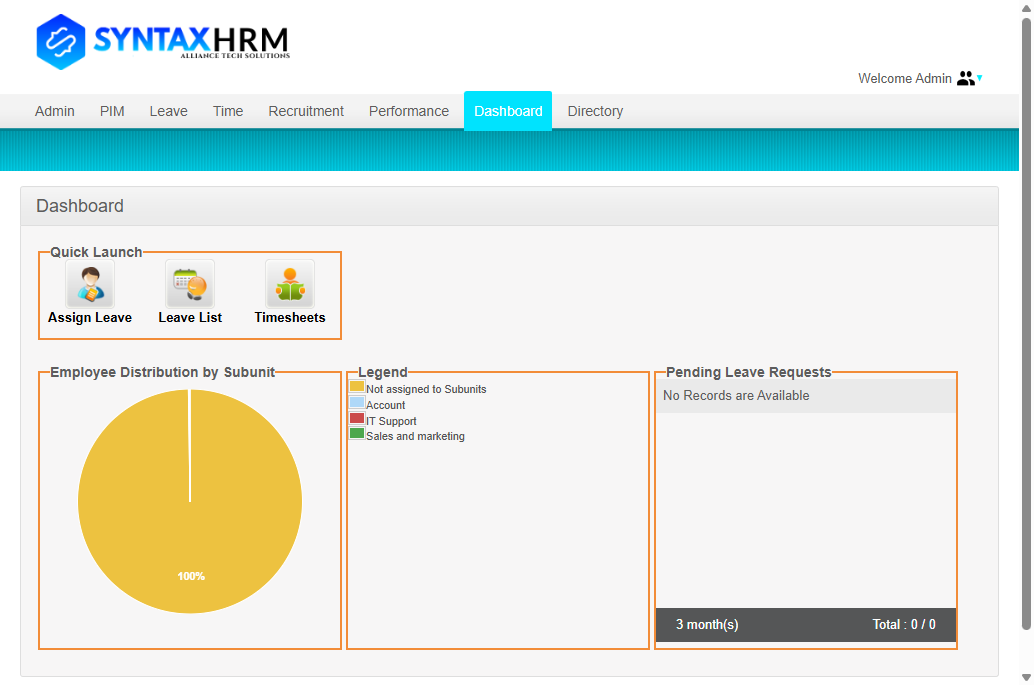 SYNTAXHRM
ALLIANCE TECH SOLUTIONS
Welcome Admin
Admin PIM Leave Time Recruitment Performance Dashboard Directory
Dashboard
Quick Launch
Assign Leave Leave List Timesheets
Employee Distribution by Subunit
100%
Legend
Not assigned to Subunits
Account
IT Support
Sales and marketing
Pending Leave Requests
No Records are Available
3 month(s) Total : 0 / 0